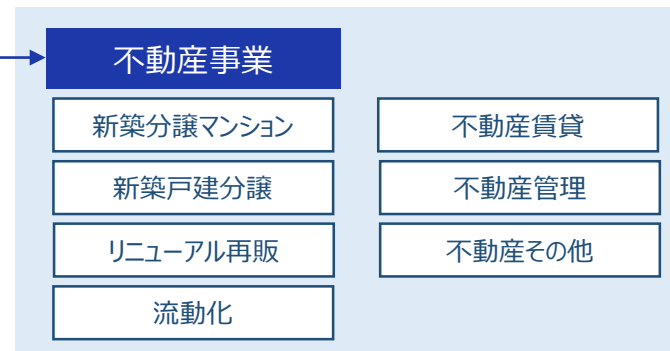 不動産事業
新築分譲マンション
不動産賃貸
新築戸建分譲
不動産管理
リニューアル再販
不動産その他
流動化